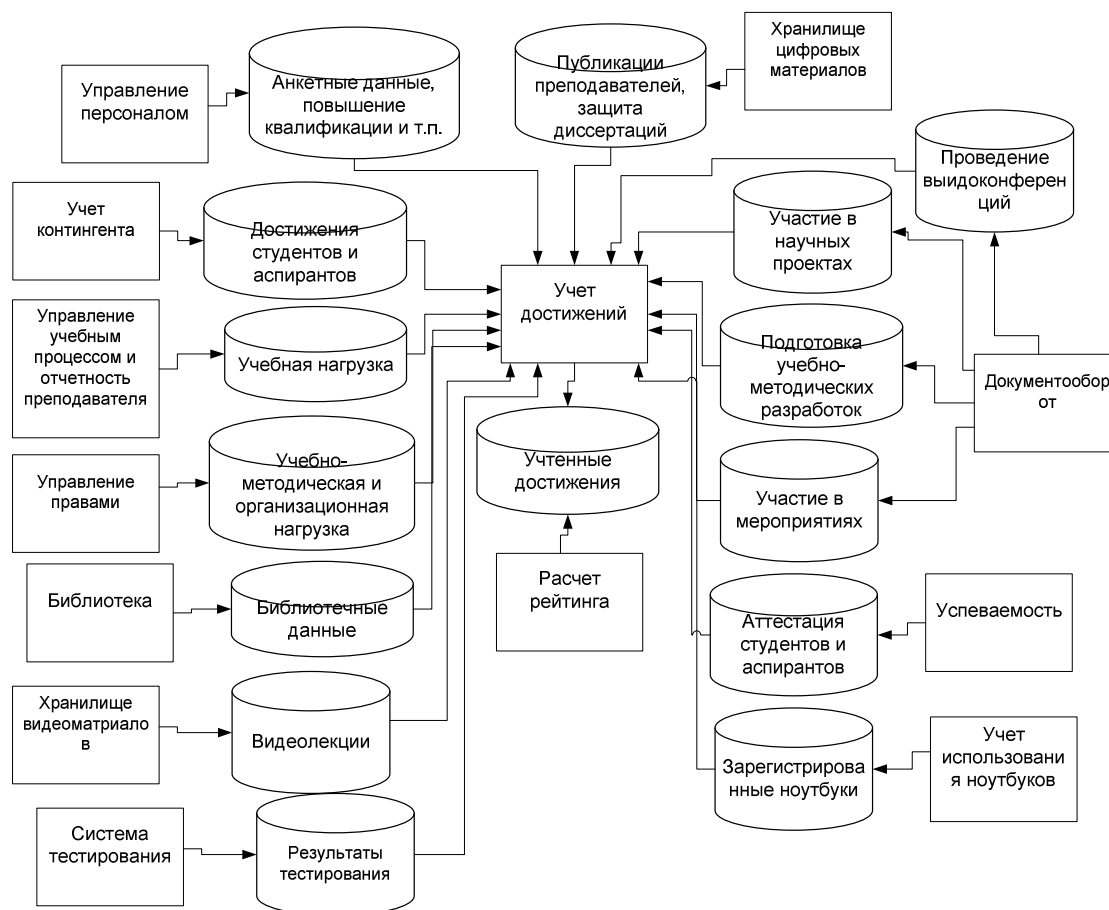 Управление
персоналом
Анкетные данные,
повышение
квалификации и т.п.
Публикации
преподавателей,
защита
диссертаций
Хранилище
цифровых
материалов
Проведение
выидоконферен
ций
Учет
контингента
Достижения
студентов и
аспирантов
Участие в
научных
проектах
Учет
достижений
Управление
учебным
процессом и
отчетность
преподавателя
Учебная нагрузка
Подготовка
учебно-
методических
разработок
Документообор
от
Управление
правами
Учебно-
методическая и
организационная
нагрузка
Учтенные
достижения
Участие в
мероприятиях
Библиотека
Библиотечные
данные
Расчет
рейтинга
Аттестация
студентов и
аспирантов
Успеваемость
Хранилище
видеоматриало
в
Видеолекции
Зарегистрирова
нные ноутбуки
Учет
использовани
я ноутбуков
Система
тестирования
Результаты
тестирования